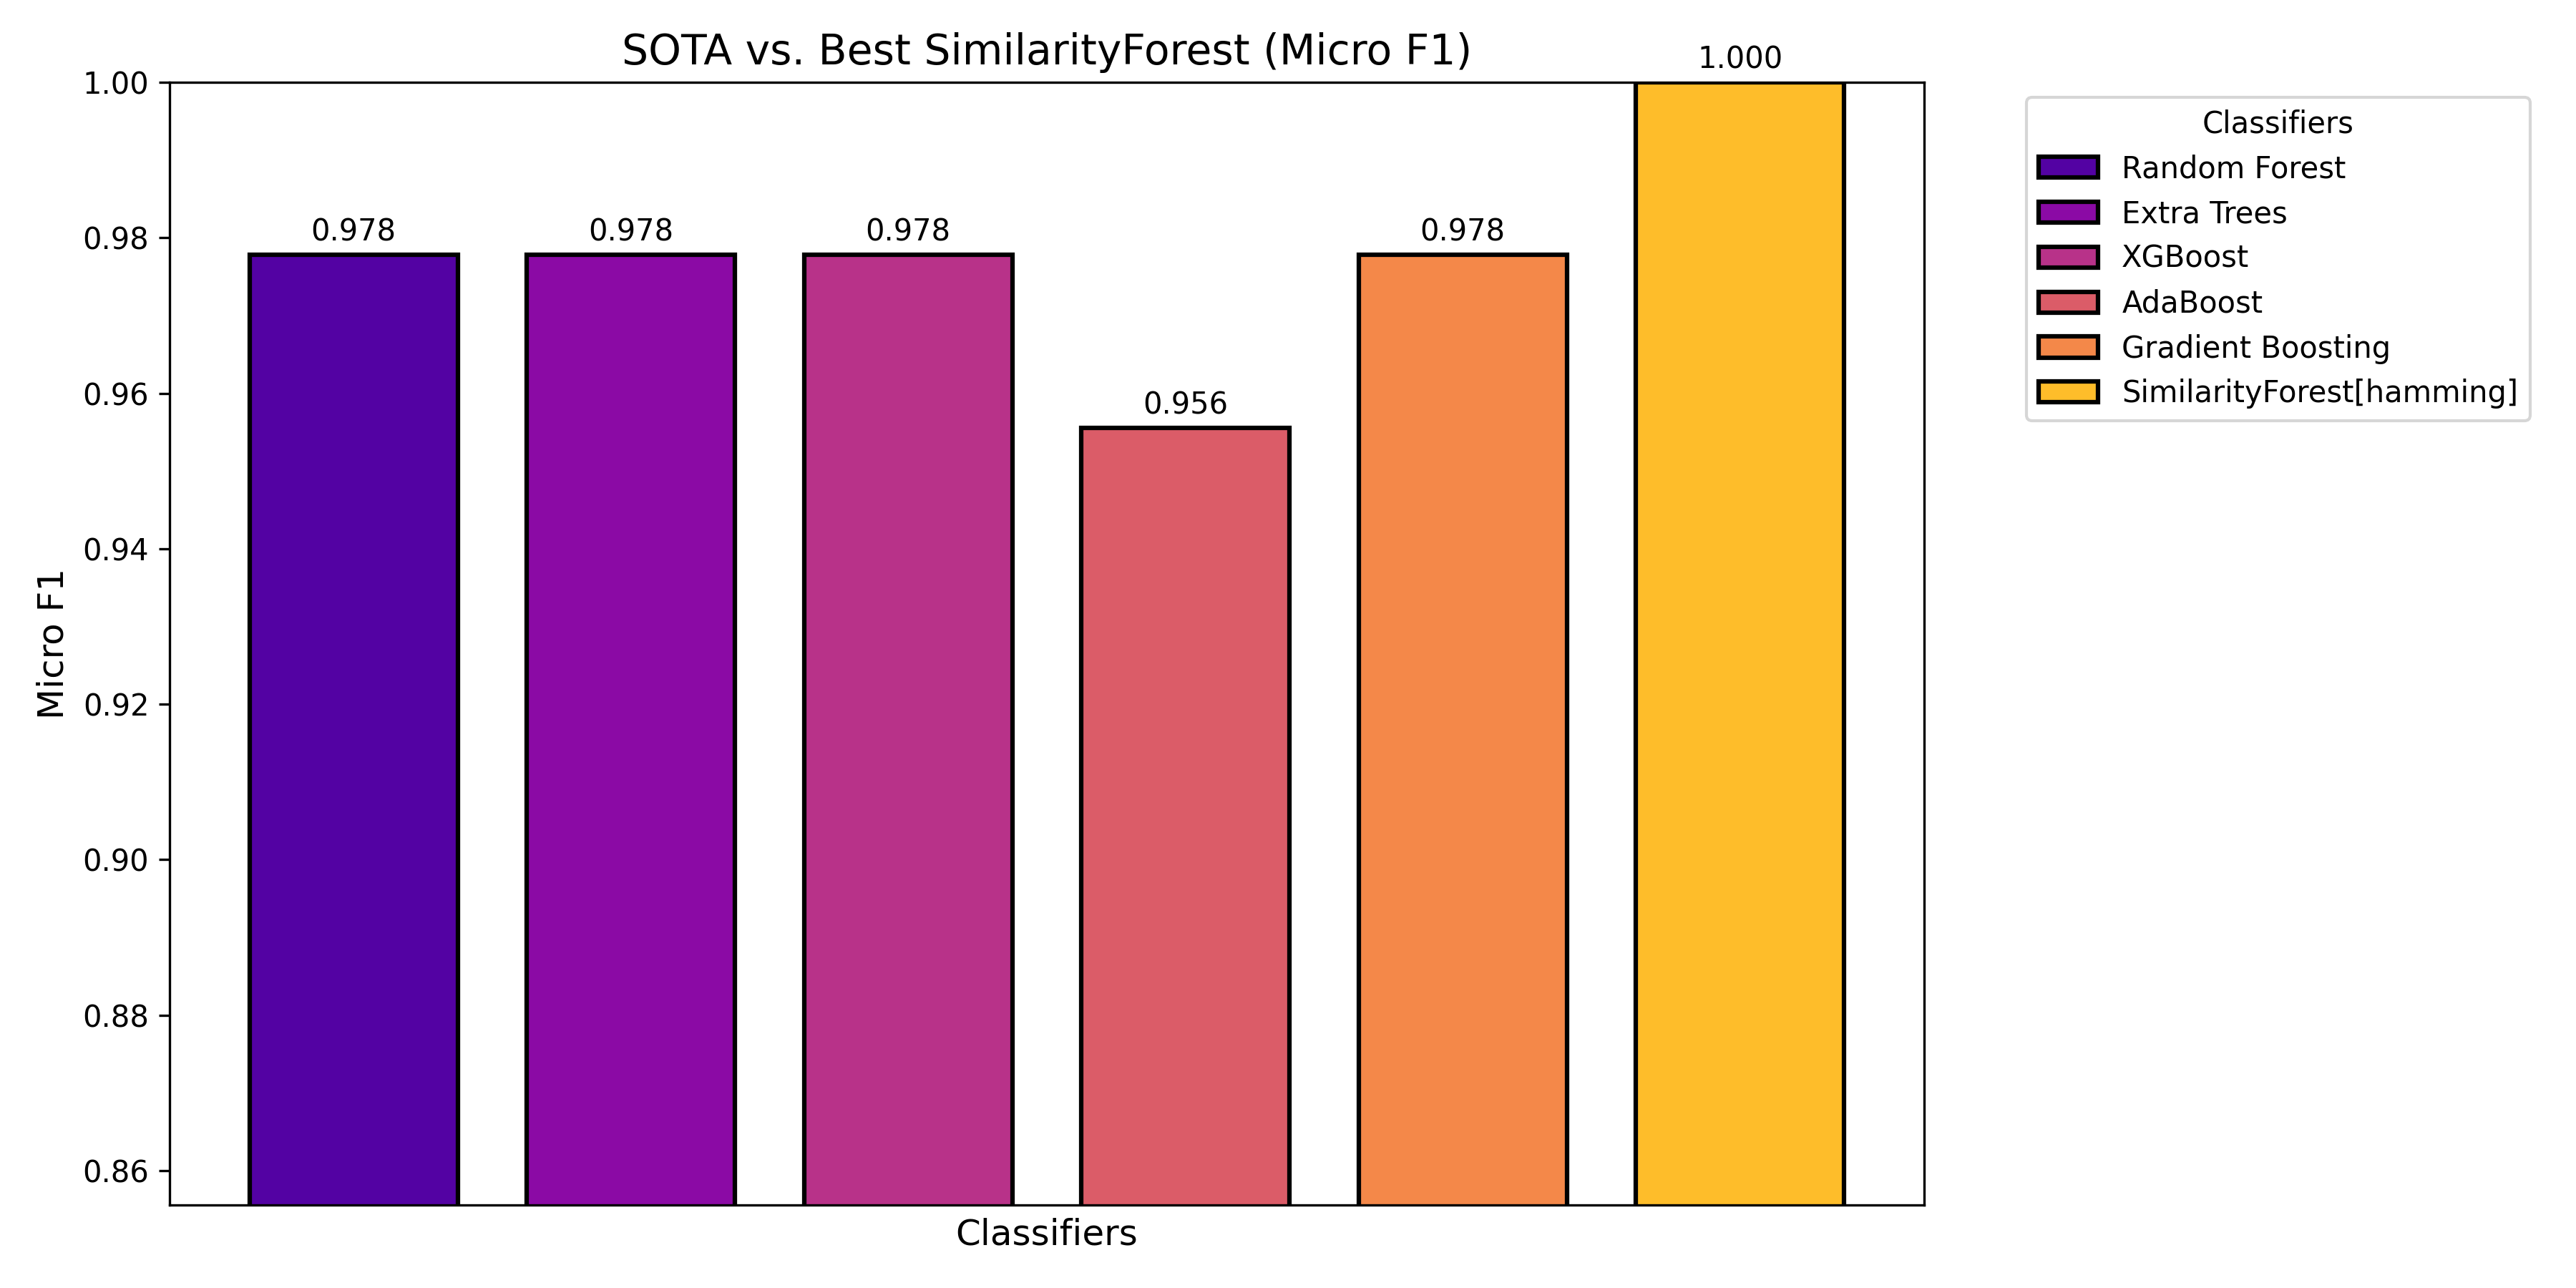 SOTA vs. Best SimilarityForest (Micro F1)
1.000
1.00
0.98
0.96
0.94
0.92
0.90
0.88
0.86
Micro F1
0.978
0.978
0.978
0.956
0.978
Classifiers
Classifiers
Random Forest
Extra Trees
XGBoost
AdaBoost
Gradient Boosting
SimilarityForest[hamming]